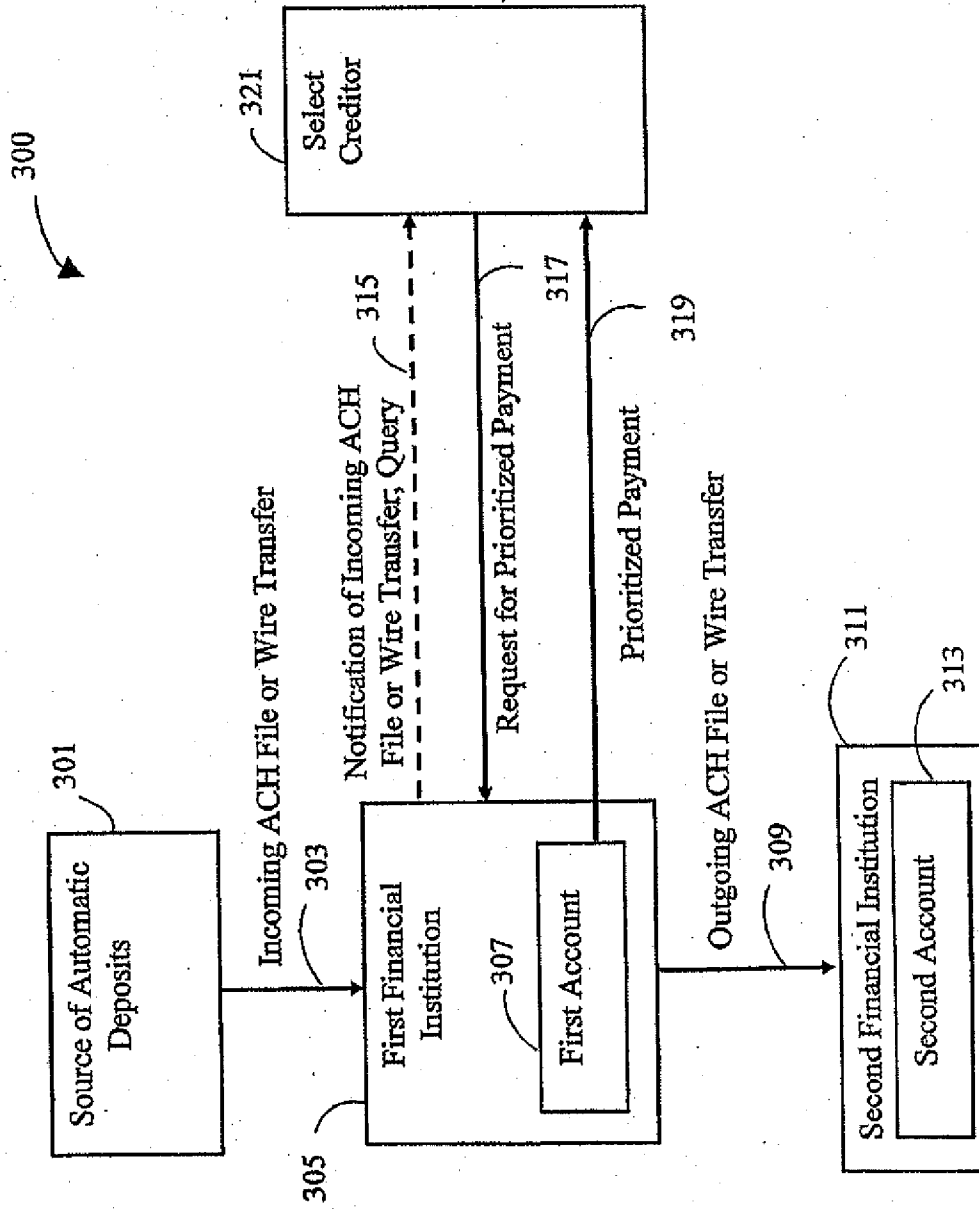 300
301
Source of Automatic
Deposits
Incoming ACH File or Wire Transfer
303
305
First Financial
Institution
307
First Account
Notification of Incoming ACH
File or Wire Transfer; Query
315
Request for Prioritized Payment
317
Prioritized Payment
319
321
Select
Creditor
Outgoing ACH File or Wire Transfer
309
311
Second Financial Institution
313
Second Account